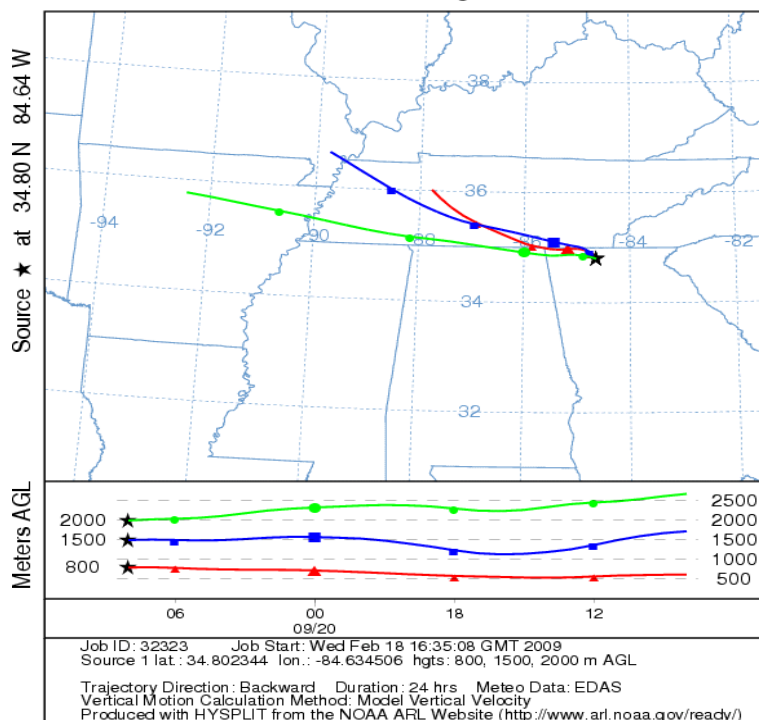 Source ★ at 34.80 N 84.64 W
38
36
-94
-92
-90
-88
-86
-84
-82
34
32
Meters AGL
2000
1500
800
2500
2000
1500
1000
500
06 00 18 12
09/20
Job ID: 32323 Job Start: Wed Feb 18 16:35:08 GMT 2009
Source 1 lat.: 34.802344 lon.: -84.634506 hgts: 800, 1500, 2000 m AGL
Trajectory Direction: Backward Duration: 24 hrs Meteo Data: EDAS
Vertical Motion Calculation Method: Model Vertical Velocity
Produced with HYSPLIT from the NOAA ARL Website (http://www.arl.noaa.gov/ready/)